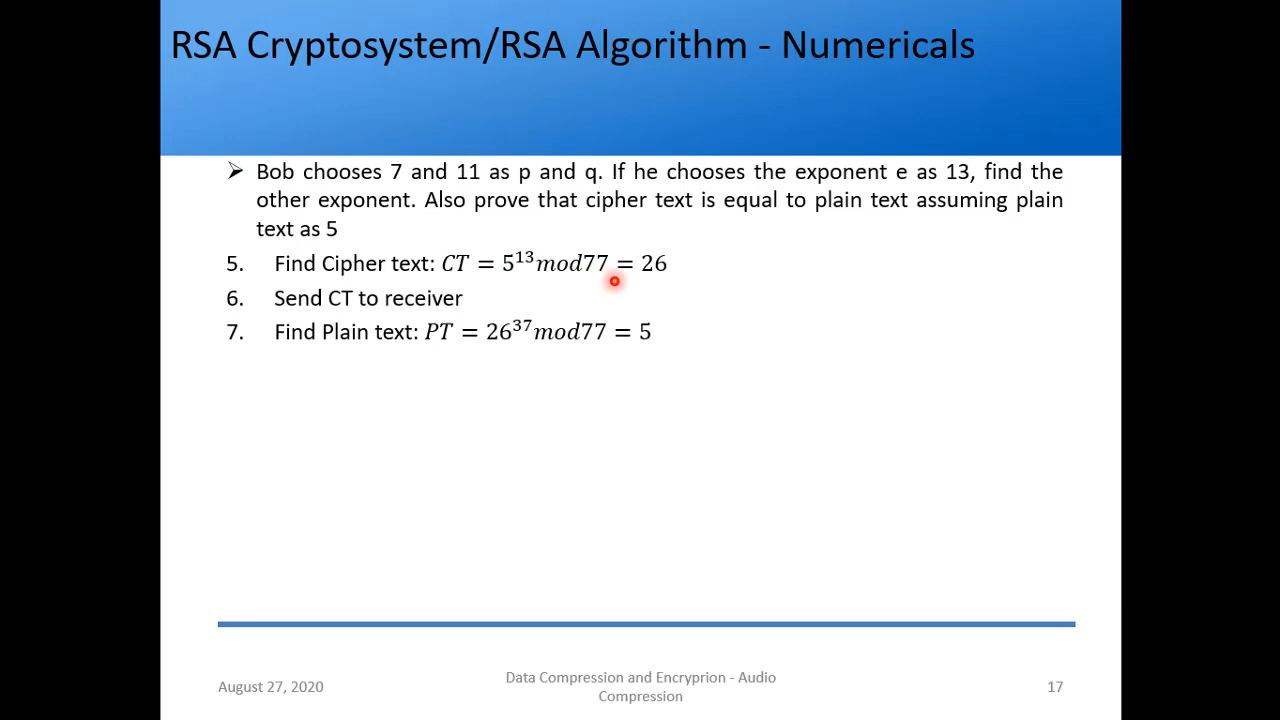 RSA Cryptosystem/RSA Algorithm - Numericals
➢ Bob chooses 7 and 11 as p and q. If he chooses the exponent e as 13, find the
other exponent. Also prove that cipher text is equal to plain text assuming plain
text as 5
5. Find Cipher text: CT = 5^13 mod77 = 26
6. Send CT to receiver
7. Find Plain text: PT = 26^37 mod77 = 5
August 27, 2020
Data Compression and Encryprion - Audio
Compression
17